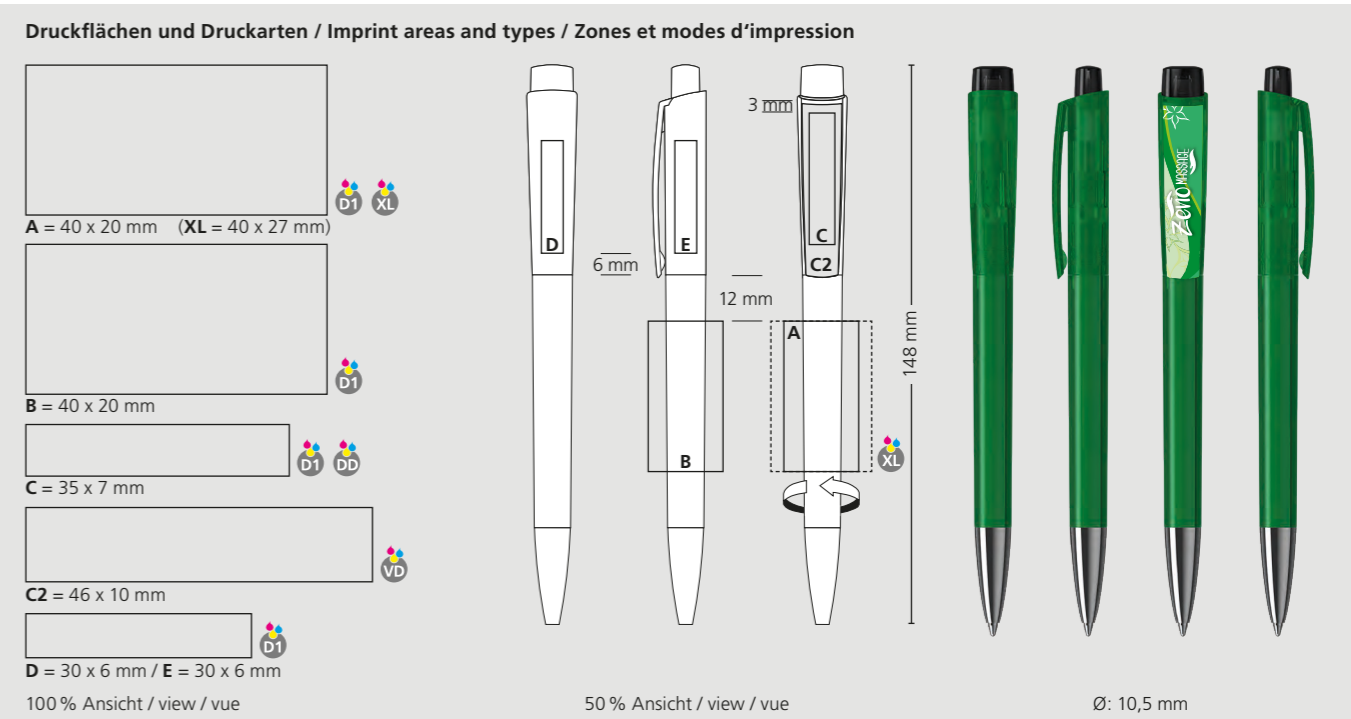 Druckflächen und Druckarten / Imprint areas and types / Zones et modes d‘impression
D1 XL
A = 40 x 20 mm (XL = 40 x 27 mm)
D1
B = 40 x 20 mm
D1 DD
C = 35 x 7 mm
VD
C2 = 46 x 10 mm
D1
D = 30 x 6 mm / E = 30 x 6 mm
100 % Ansicht / view / vue
D
E
6 mm
3 mm
C
C2
12 mm
A
B
XL
148 mm
50 % Ansicht / view / vue
Zeno MASSAGE
Ø: 10,5 mm